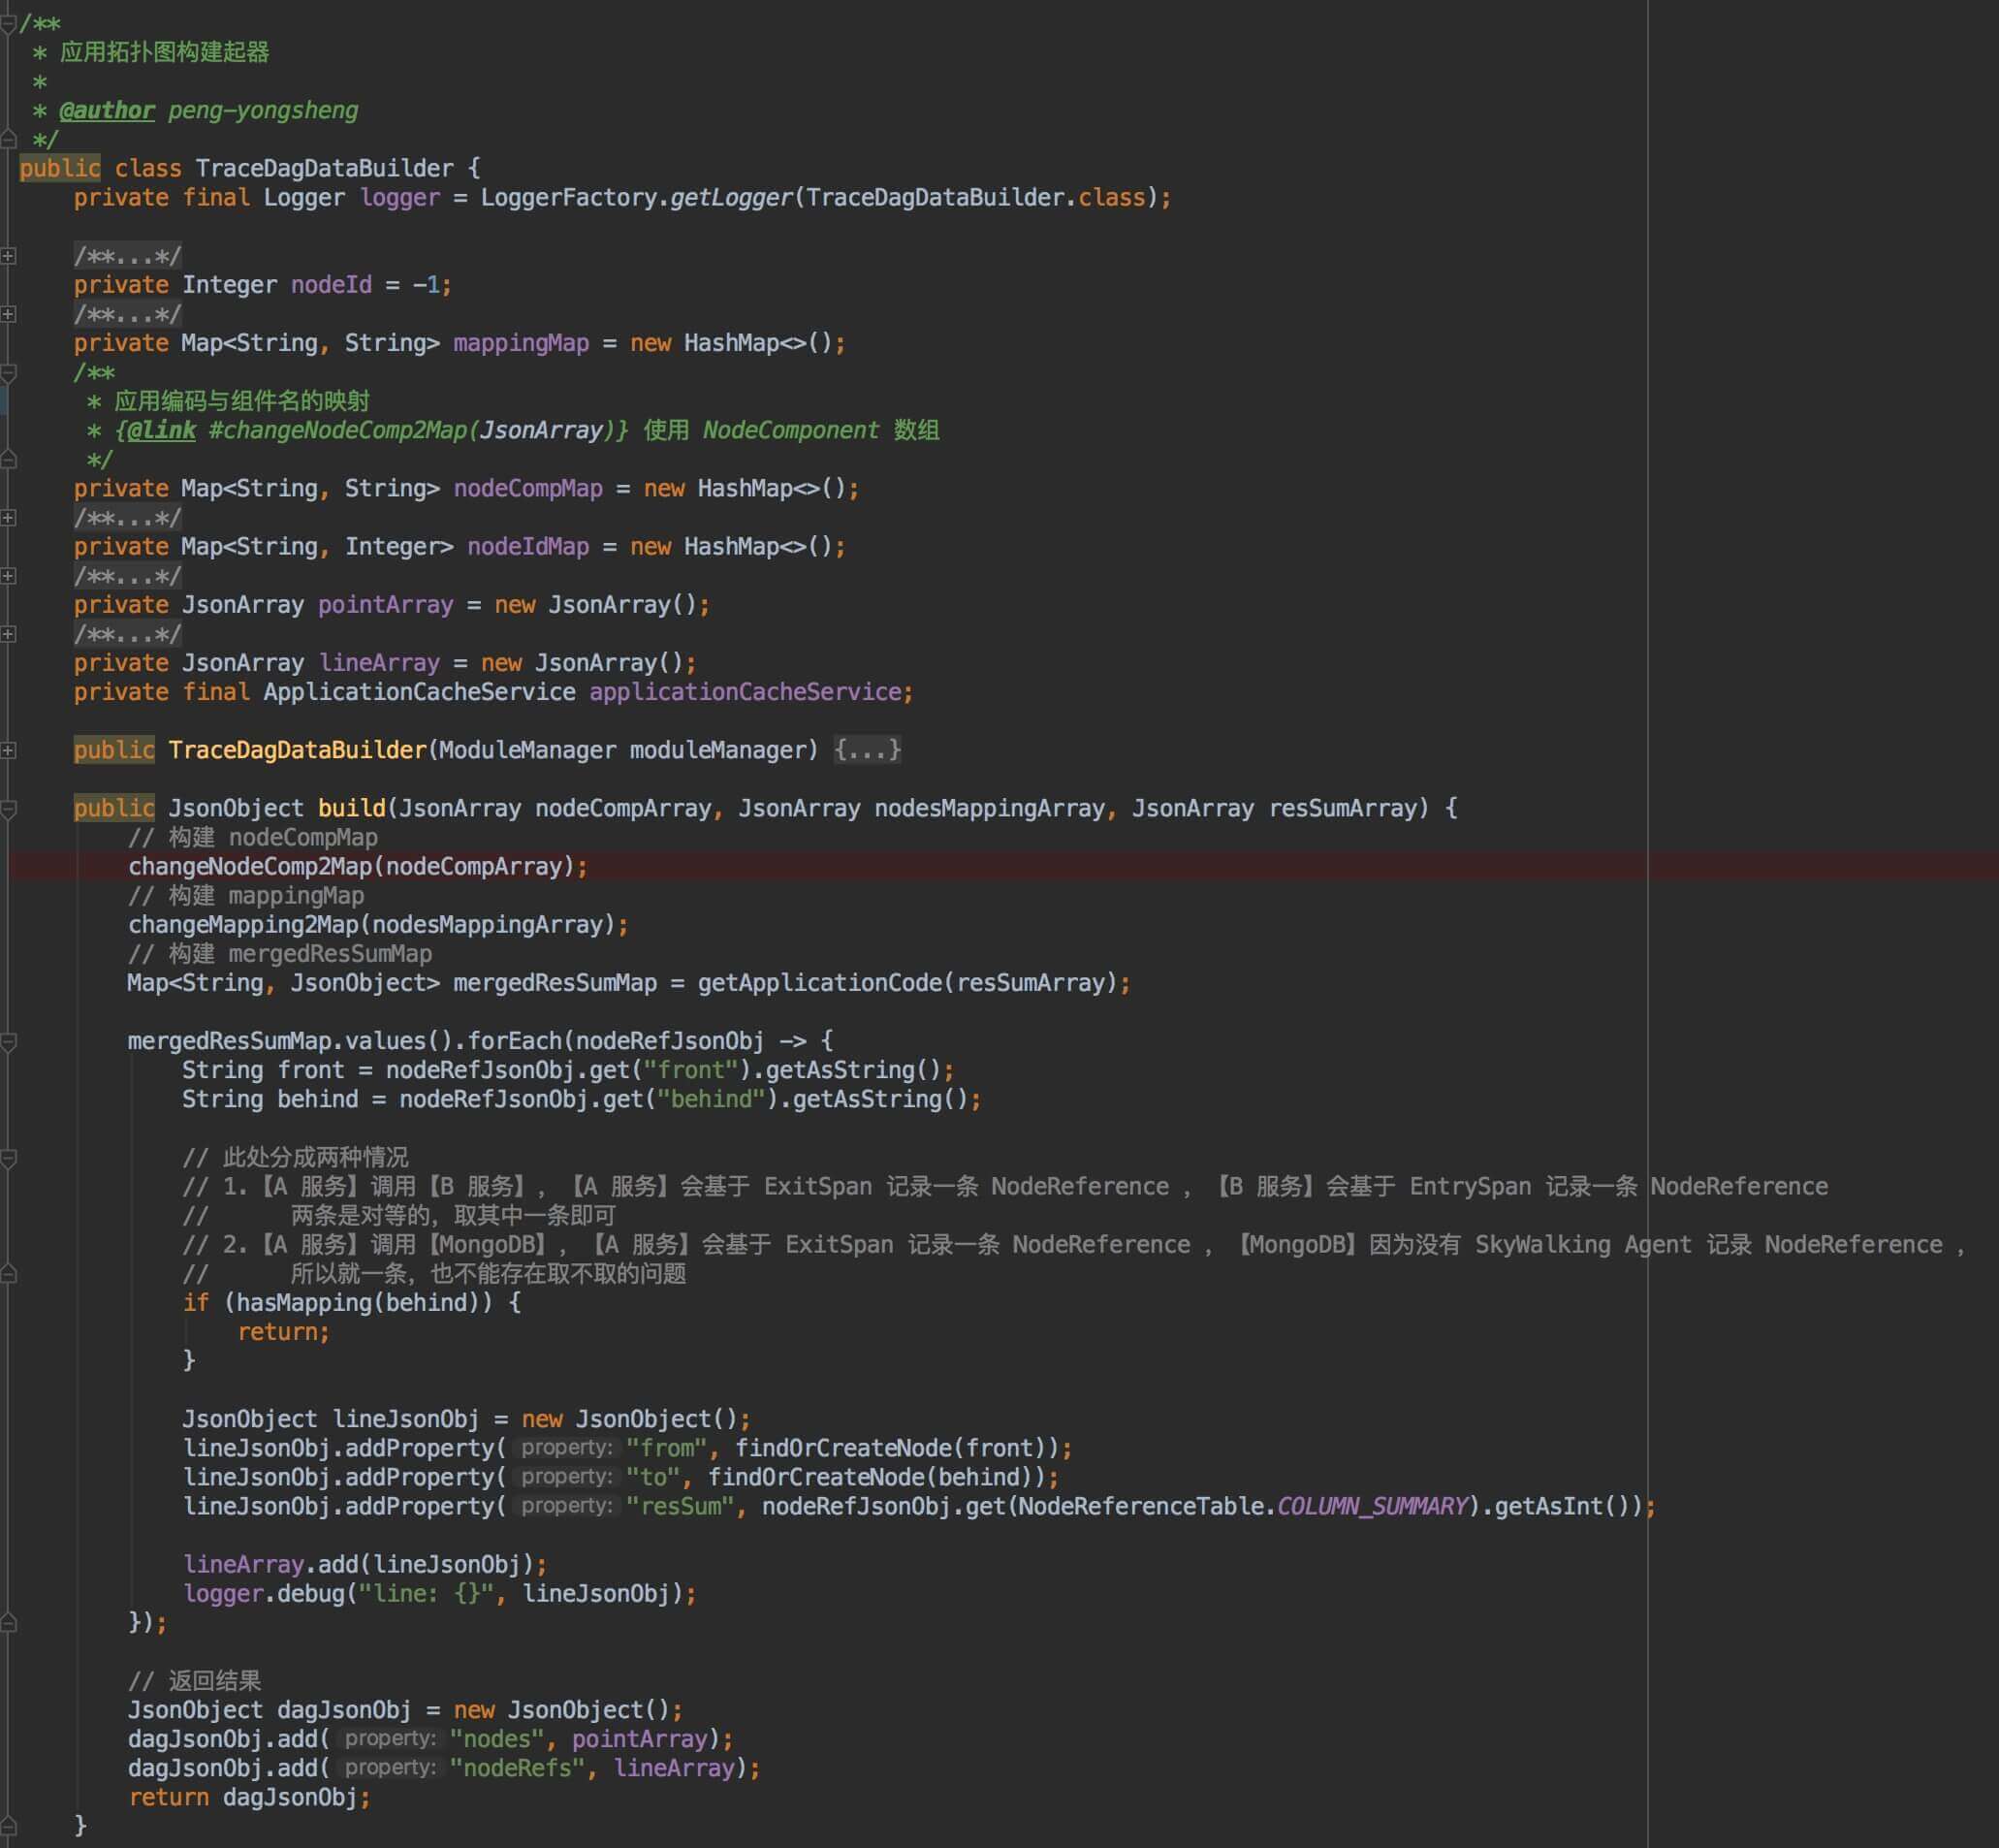 /**
 * 应用拓扑图构建起器
 *
 * @author peng-yongsheng
 */
public class TraceDagDataBuilder {
    private final Logger logger = LoggerFactory.getLogger(TraceDagDataBuilder.class);

    /**...*/
    private Integer nodeId = -1;
    /**...*/
    private Map<String, String> mappingMap = new HashMap<>();
    /**
     * 应用编码与组件名的映射
     * {@link #changeNodeComp2Map(JsonArray)} 使用 NodeComponent 数组
     */
    private Map<String, String> nodeCompMap = new HashMap<>();
    /**...*/
    private Map<String, Integer> nodeIdMap = new HashMap<>();
    /**...*/
    private JsonArray pointArray = new JsonArray();
    /**...*/
    private JsonArray lineArray = new JsonArray();
    private final ApplicationCacheService applicationCacheService;

    public TraceDagDataBuilder(ModuleManager moduleManager) {...}

    public JsonObject build(JsonArray nodeCompArray, JsonArray nodesMappingArray, JsonArray resSumArray) {
        // 构建 nodeCompMap
        changeNodeComp2Map(nodeCompArray);
        // 构建 mappingMap
        changeMapping2Map(nodesMappingArray);
        // 构建 mergedResSumMap
        Map<String, JsonObject> mergedResSumMap = getApplicationCode(resSumArray);

        mergedResSumMap.values().forEach(nodeRefJsonObj -> {
            String front = nodeRefJsonObj.get("front").getAsString();
            String behind = nodeRefJsonObj.get("behind").getAsString();

            // 此处分成两种情况
            // 1.【A 服务】调用【B 服务】，【A 服务】会基于 ExitSpan 记录一条 NodeReference ，【B 服务】会基于 EntrySpan 记录一条 NodeReference
            //      两条是对等的，取其中一条即可
            // 2.【A 服务】调用【MongoDB】，【A 服务】会基于 ExitSpan 记录一条 NodeReference ，【MongoDB】因为没有 SkyWalking Agent 记录 NodeReference ，
            //      所以就一条，也不能存在取不取的问题
            if (hasMapping(behind)) {
                return;
            }

            JsonObject lineJsonObj = new JsonObject();
            lineJsonObj.addProperty( property: "from", findOrCreateNode(front));
            lineJsonObj.addProperty( property: "to", findOrCreateNode(behind));
            lineJsonObj.addProperty( property: "resSum", nodeRefJsonObj.get(NodeReferenceTable.COLUMN_SUMMARY).getAsInt());

            lineArray.add(lineJsonObj);
            logger.debug("line: {}", lineJsonObj);
        });

        // 返回结果
        JsonObject dagJsonObj = new JsonObject();
        dagJsonObj.add( property: "nodes", pointArray);
        dagJsonObj.add( property: "nodeRefs", lineArray);
        return dagJsonObj;
    }